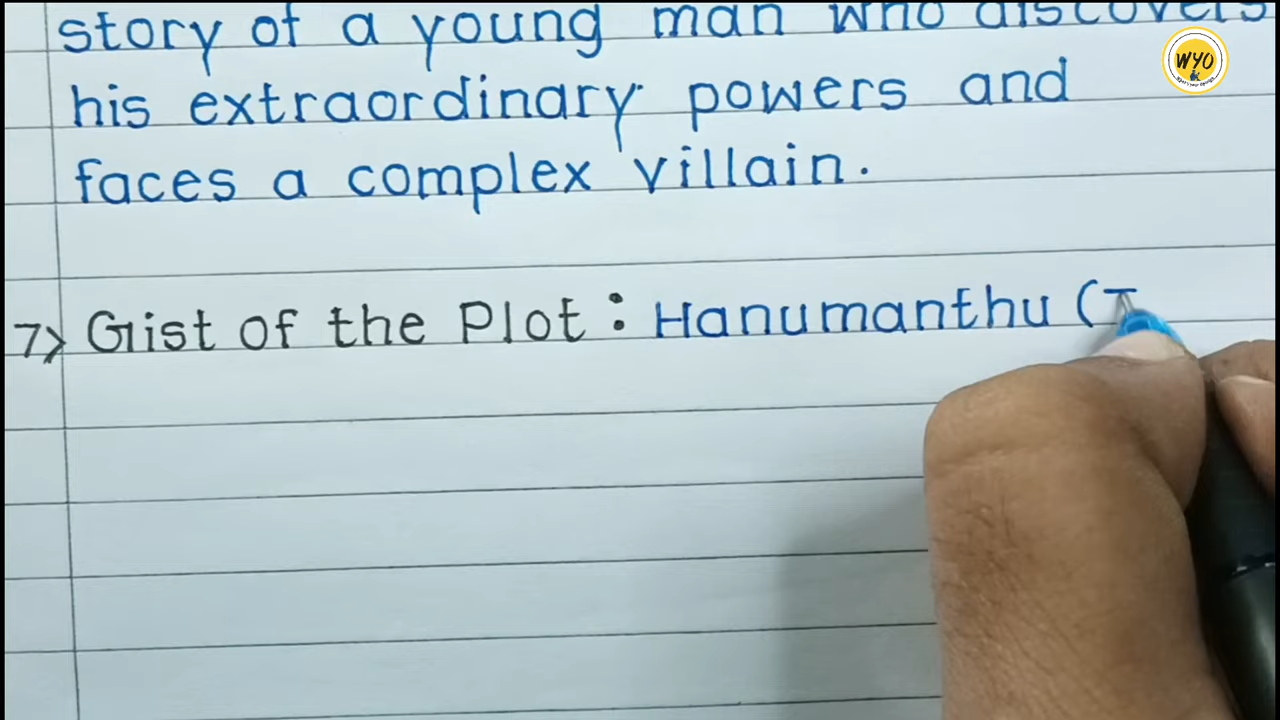 story of a young man who discovers
his extraordinary powers and
faces a complex villain.
7) Gist of the Plot : Hanumanthu (T
WYO